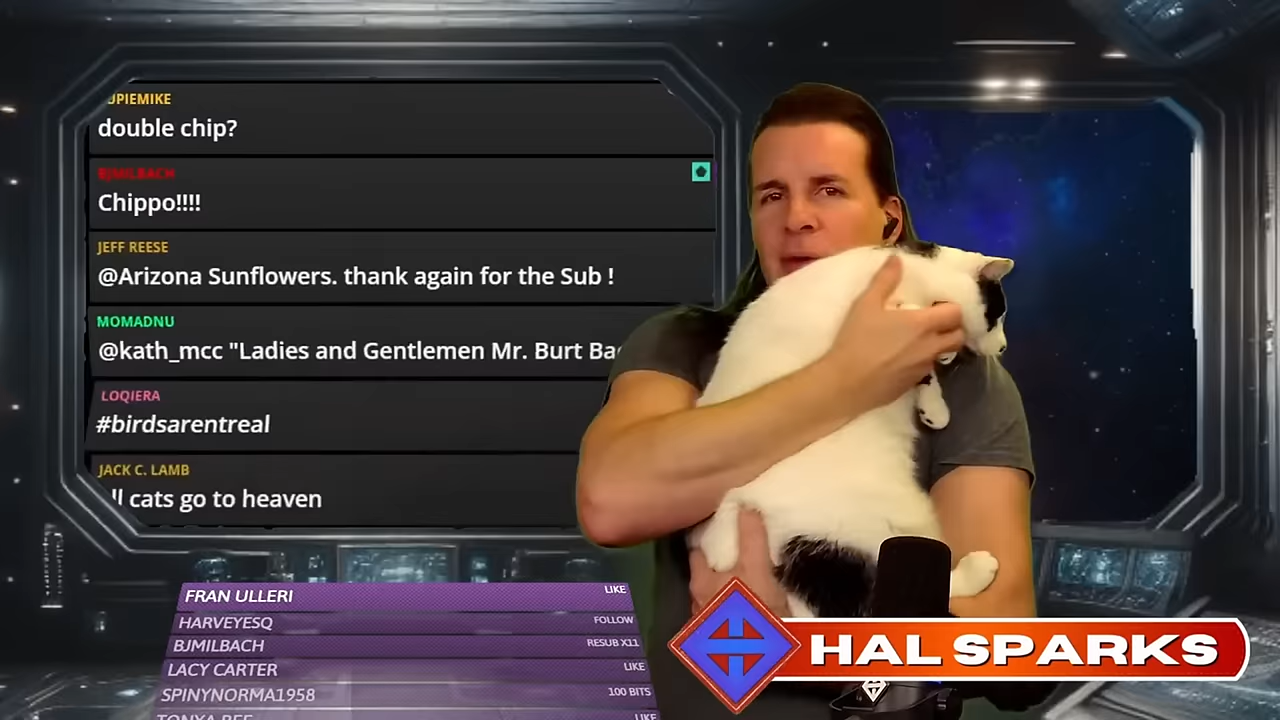 double chip?
BJMILBACH
Chippo!!!!
JEFF REESE
@Arizona Sunflowers. thank again for the Sub !
MOMADNU
@kath_mcc "Ladies and Gentlemen Mr. Burt
LOQIERA
#birdsarentreal
JACK C. LAMB
cats go to heaven
FRAN ULLERI LIKE
HARVEYESQ FOLLOW
BJMILBACH RESUB X11
LACY CARTER LIKE
SPINYNORMA1958 100 BITS
LIKE
HAL SPARKS